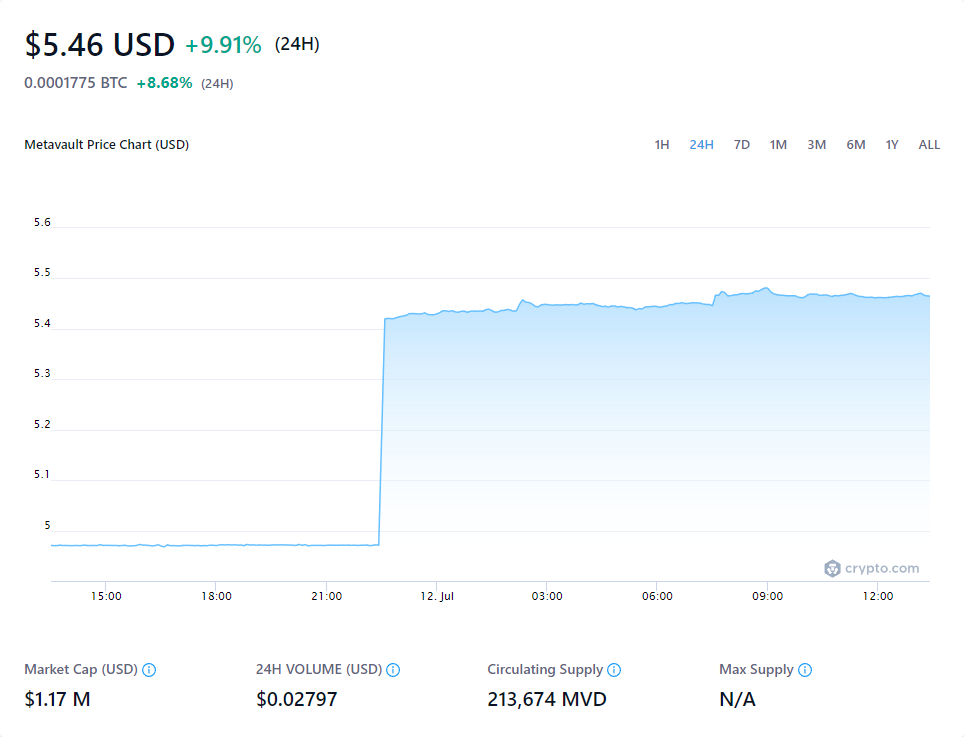 $5.46 USD +9.91% (24H)
0.0001775 BTC +8.68% (24H)
Metavault Price Chart (USD) 1H 24H 7D 1M 3M 6M 1Y ALL
5.6
5.5
5.4
5.3
5.2
5.1
5
crypto.com
15:00 18:00 21:00 12. Jul 03:00 06:00 09:00 12:00
Market Cap (USD) 24H VOLUME (USD) Circulating Supply Max Supply
$1.17 M $0.02797 213,674 MVD N/A